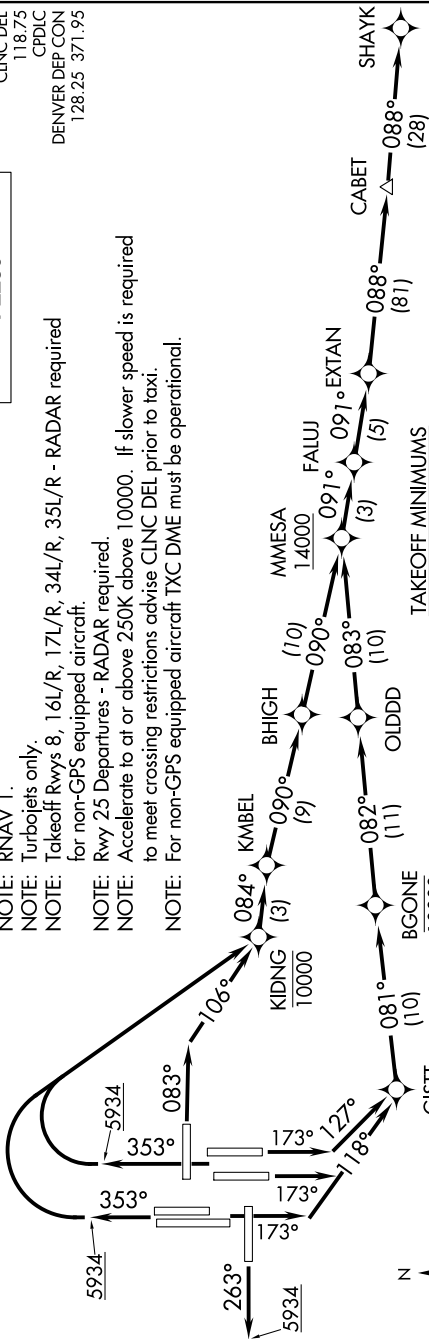 CLNC DEL
118.75
CPDLC
DENVER DEP CON
128.25 371.95
NOTE: RNAV 1.
NOTE: Turbojets only.
NOTE: Takeoff Rwys 8, 16L/R, 17L/R, 34L/R, 35L/R - RADAR required
for non-GPS equipped aircraft.
NOTE: Rwy 25 Departures - RADAR required.
NOTE: Accelerate to at or above 250K above 10000. If slower speed is required
to meet crossing restrictions advise CLNC DEL prior to taxi.
NOTE: For non-GPS equipped aircraft TXC DME must be operational.
SHAYK
088°
(28)
CABET
088°
(81)
EXTAN
091°
(5)
FALUJ
091°
(3)
MMESA
14000
090°
(10)
BHIGH
090°
(9)
KMBEL
084°
(3)
KIDNG
10000
106°
083°
083°
(10)
OLDDD
082°
(11)
BGONE
081°
(10)
5934
353°
5934
353°
173°
127°
173°
118°
173°
263°
5934
N
TAKEOFF MINIMUMS